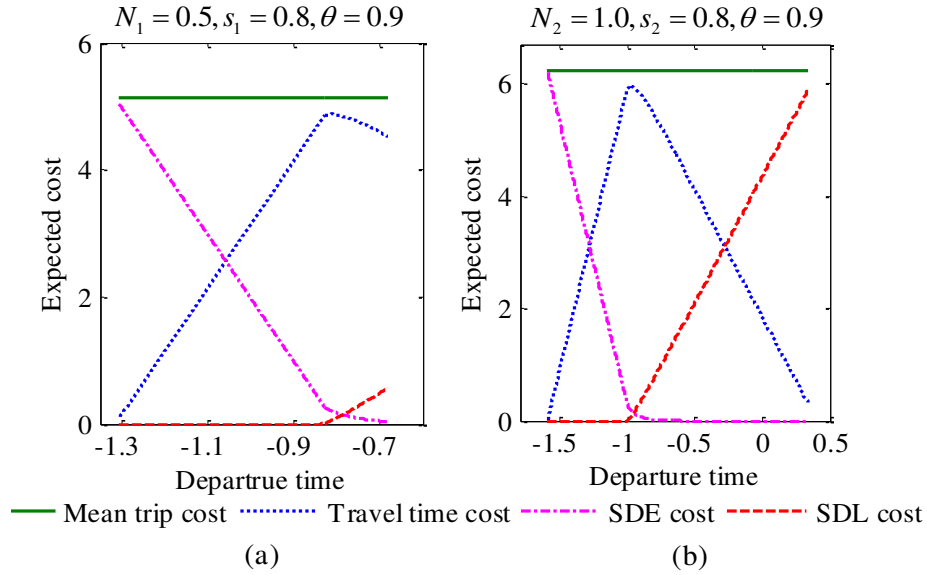 N₁ = 0.5, s₁ = 0.8, θ = 0.9
N₂ = 1.0, s₂ = 0.8, θ = 0.9
6
4
2
0
Expected cost
-1.3 -1.1 -0.9 -0.7
Departrue time
6
4
2
0
Expected cost
-1.5 -1 -0.5 0 0.5
Departure time
Mean trip cost Travel time cost SDE cost SDL cost
(a) (b)